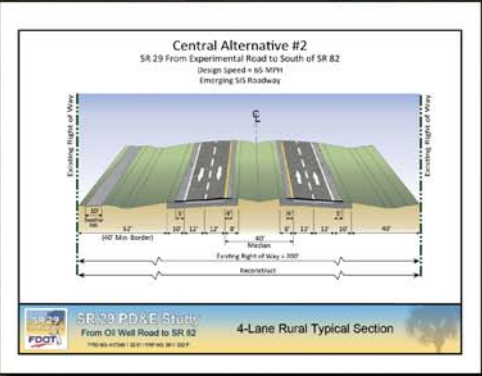 Central Alternative #2
SR 29 From Experimental Road to South of SR 82
Design Speed = 65 MPH
Emerging SIS Roadway
Existing Right of Way
Existing Right of Way
℄
10'
52'
(40' Min. Border)
5'
4'
4'
5'
10'
12'
12'
8'
40'
Median
8'
12'
12'
10'
40'
Existing Right of Way = 200'
Reconstruct
SR 29
FDOT
SR 29 PD&E Study
From Oil Well Road to SR 82
4-Lane Rural Typical Section